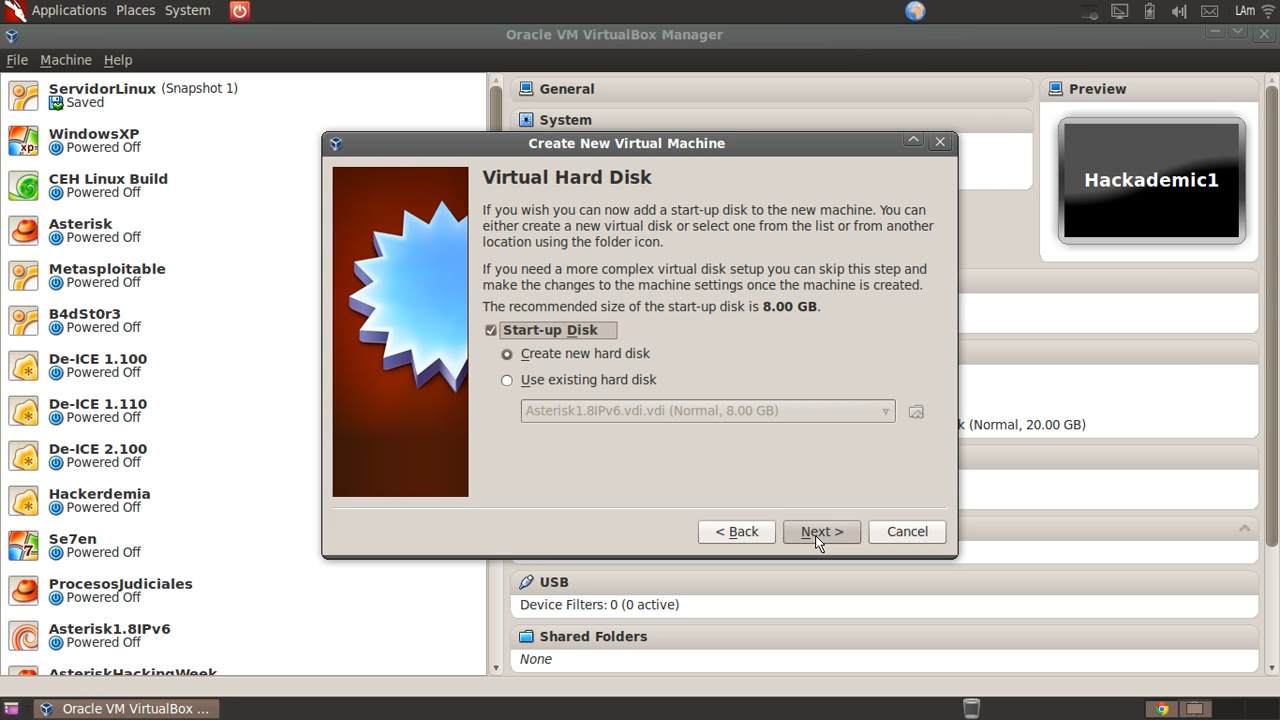 Applications Places System
LAm
Oracle VM VirtualBox Manager
File Machine Help
ServidorLinux (Snapshot 1)
Saved
WindowsXP
Powered Off
CEH Linux Build
Powered Off
Asterisk
Powered Off
Metasploitable
Powered Off
B4dSt0r3
Powered Off
De-ICE 1.100
Powered Off
De-ICE 1.110
Powered Off
De-ICE 2.100
Powered Off
Hackerdemia
Powered Off
Se7en
Powered Off
ProcesosJudiciales
Powered Off
Asterisk1.8IPv6
Powered Off
AsteriskHackingWeek
General
System
Preview
Hackademic1
Create New Virtual Machine
Virtual Hard Disk
If you wish you can now add a start-up disk to the new machine. You can
either create a new virtual disk or select one from the list or from another
location using the folder icon.
If you need a more complex virtual disk setup you can skip this step and
make the changes to the machine settings once the machine is created.
The recommended size of the start-up disk is 8.00 GB.
Start-up Disk
Create new hard disk
Use existing hard disk
Asterisk1.8IPv6.vdi.vdi (Normal, 8.00 GB)
k (Normal, 20.00 GB)
< Back Next > Cancel
USB
Device Filters: 0 (0 active)
Shared Folders
None
Oracle VM VirtualBox ...